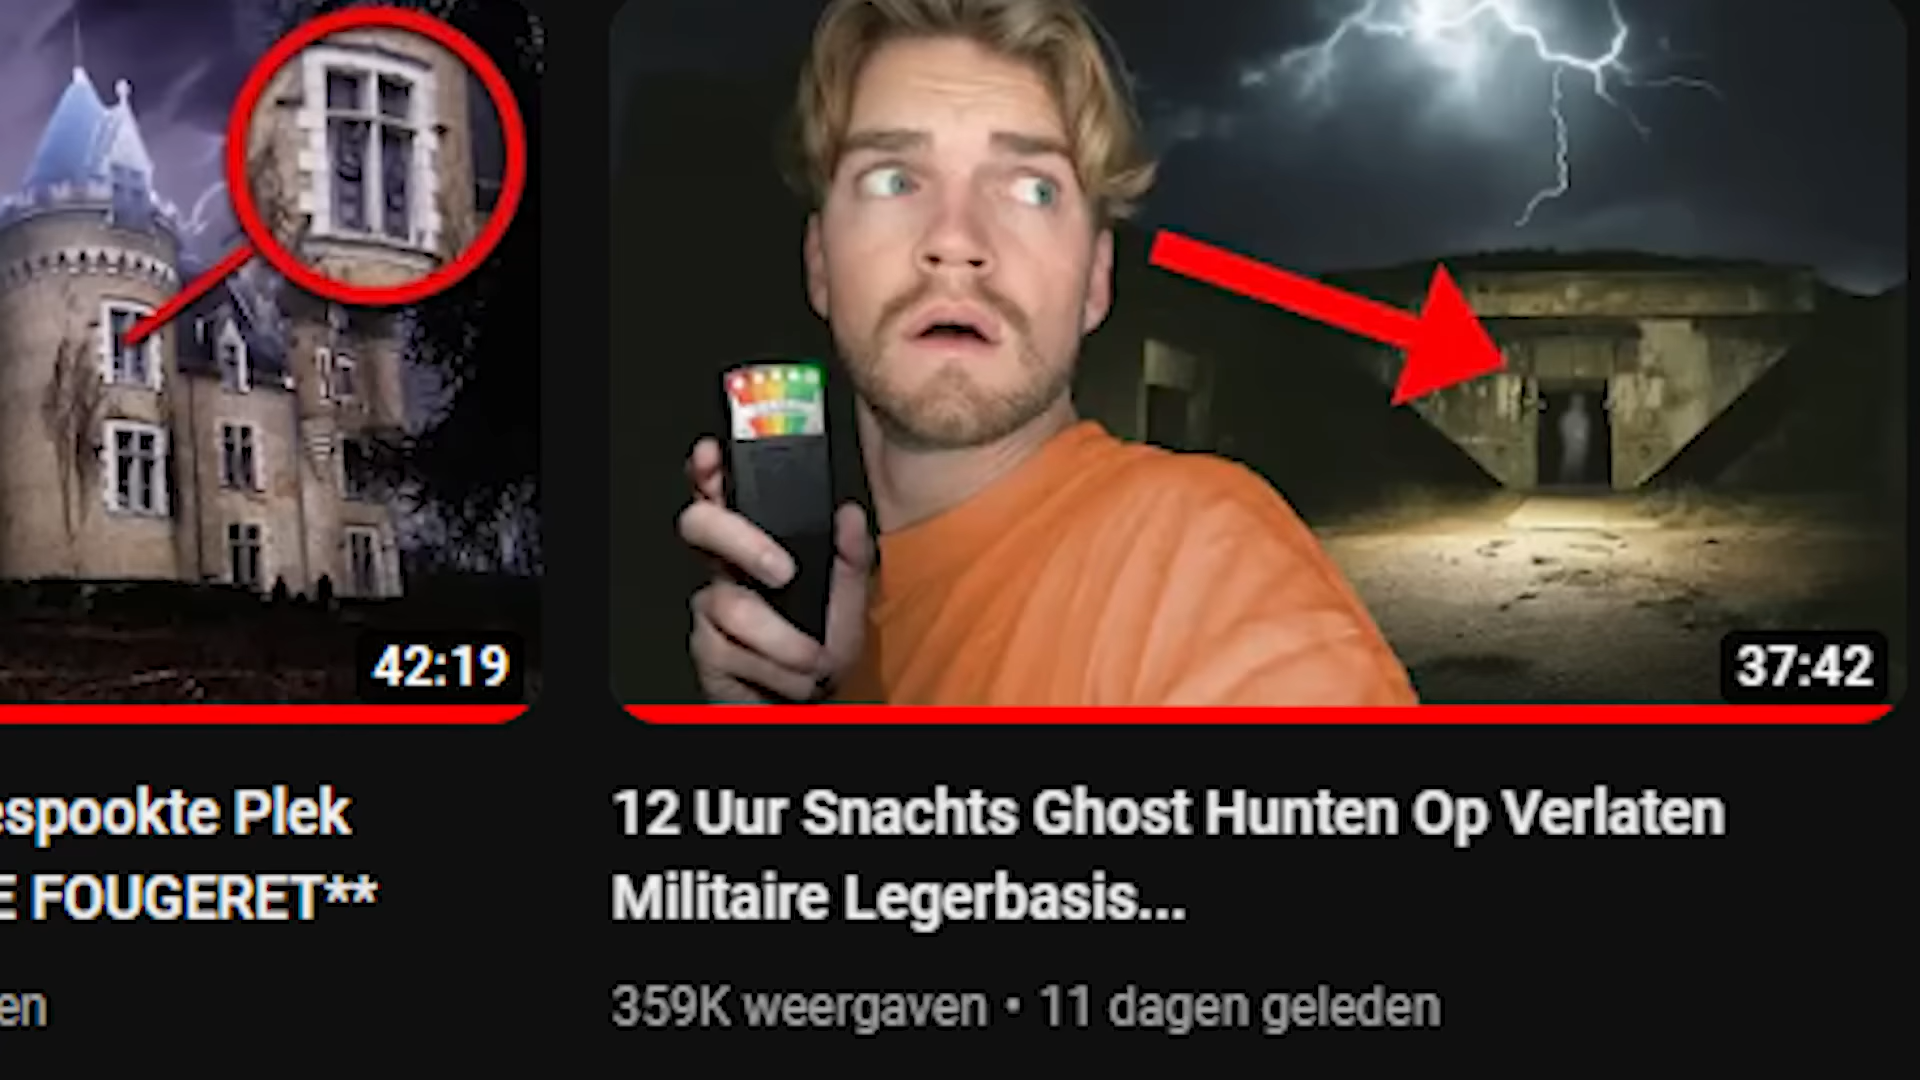 42:19
espookte Plek
E FOUGERET**
en
37:42
12 Uur Snachts Ghost Hunten Op Verlaten
Militaire Legerbasis...
359K weergaven • 11 dagen geleden